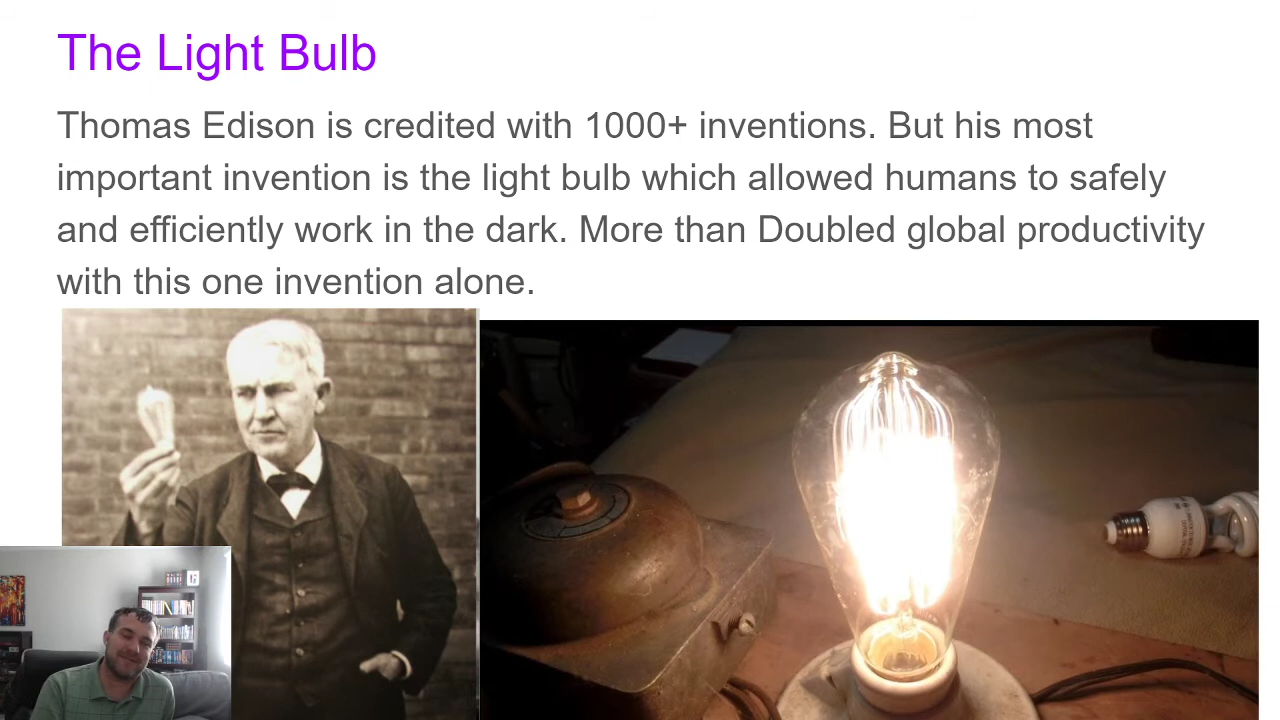 The Light Bulb
Thomas Edison is credited with 1000+ inventions. But his most
important invention is the light bulb which allowed humans to safely
and efficiently work in the dark. More than Doubled global productivity
with this one invention alone.